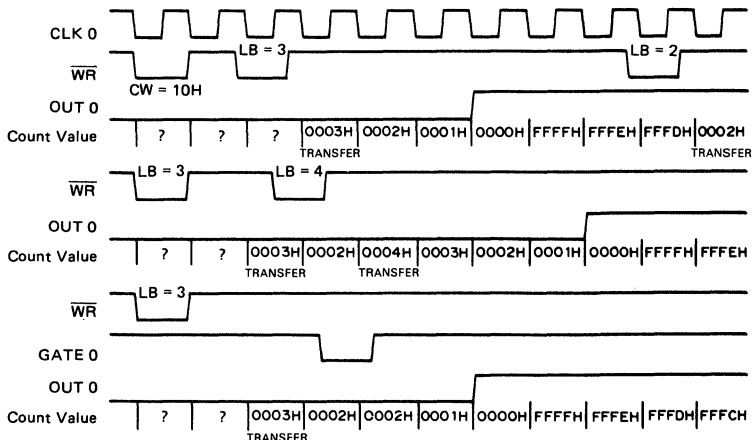 CLK 0
LB = 3 LB = 2
WR
CW = 10H
OUT 0
Count Value ? ? ? 0003H 0002H 0001H 0000H FFFFH FFFEH FFFDH 0002H
TRANSFER TRANSFER
LB = 3 LB = 4
WR
OUT 0
Count Value ? ? 0003H 0002H 0004H 0003H 0002H 0001H 0000H FFFFH FFFEH
TRANSFER TRANSFER
LB = 3
WR
GATE 0
OUT 0
Count Value ? ? 0003H 0002H 0002H 0001H 0000H FFFFH FFFEH FFFDH FFFCH
TRANSFER